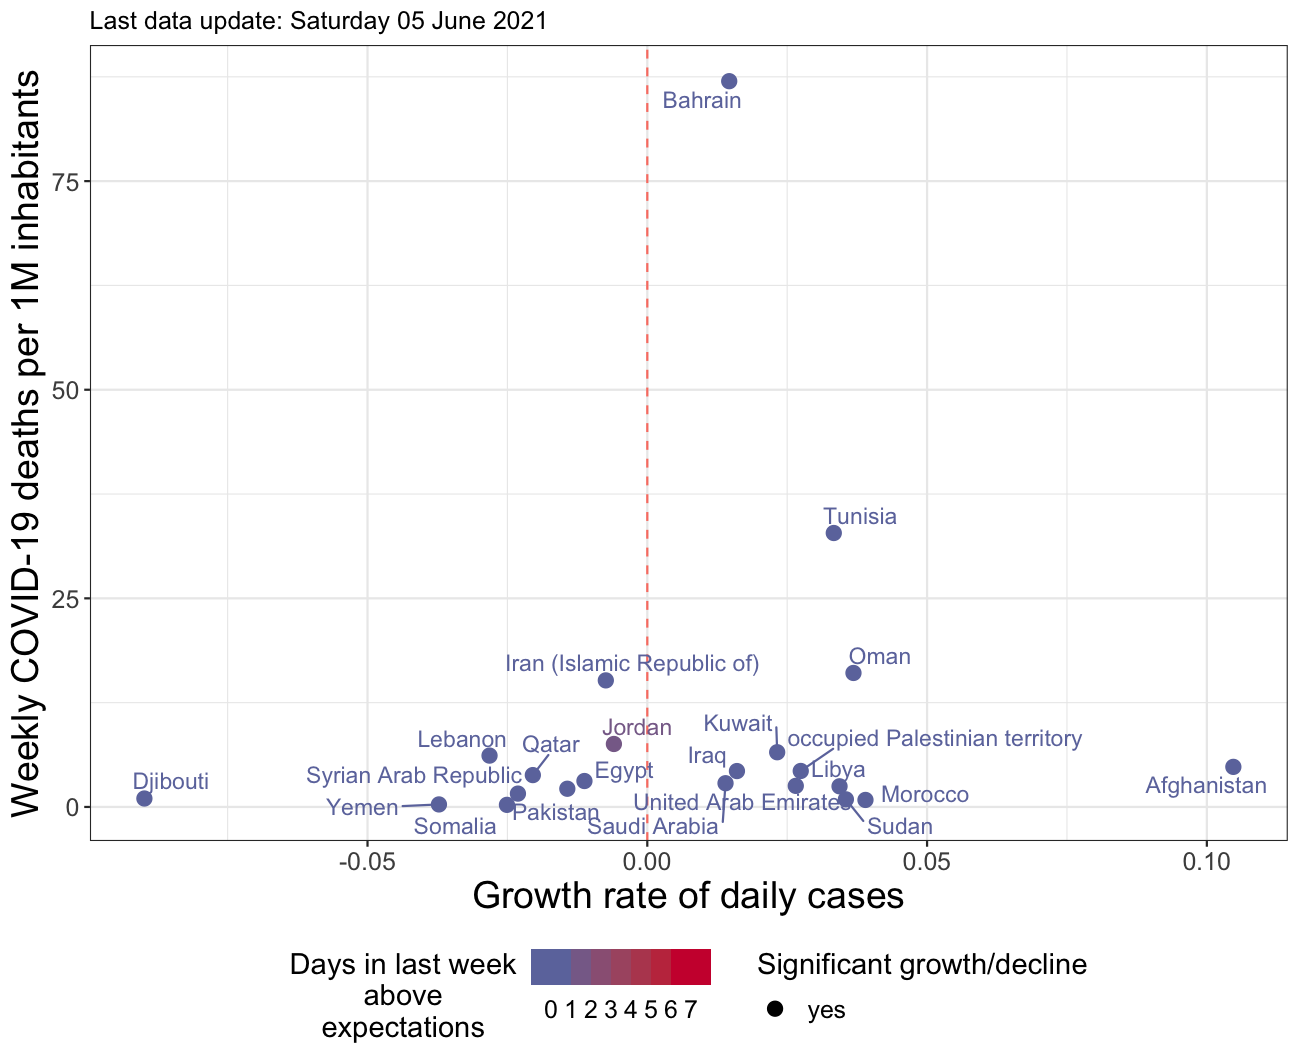 Last data update: Saturday 05 June 2021
Weekly COVID-19 deaths per 1M inhabitants
75
50
25
0
Bahrain
Tunisia
Oman
Iran (Islamic Republic of)
Jordan
Kuwait
Lebanon
Qatar
occupied Palestinian territory
Iraq
Egypt
Libya
Syrian Arab Republic
Djibouti
Afghanistan
Morocco
United Arab Emirates
Yemen
Pakistan
Somalia
Saudi Arabia
Sudan
-0.05
0.00
0.05
0.10
Growth rate of daily cases
Days in last week
above
expectations
0 1 2 3 4 5 6 7
Significant growth/decline
yes